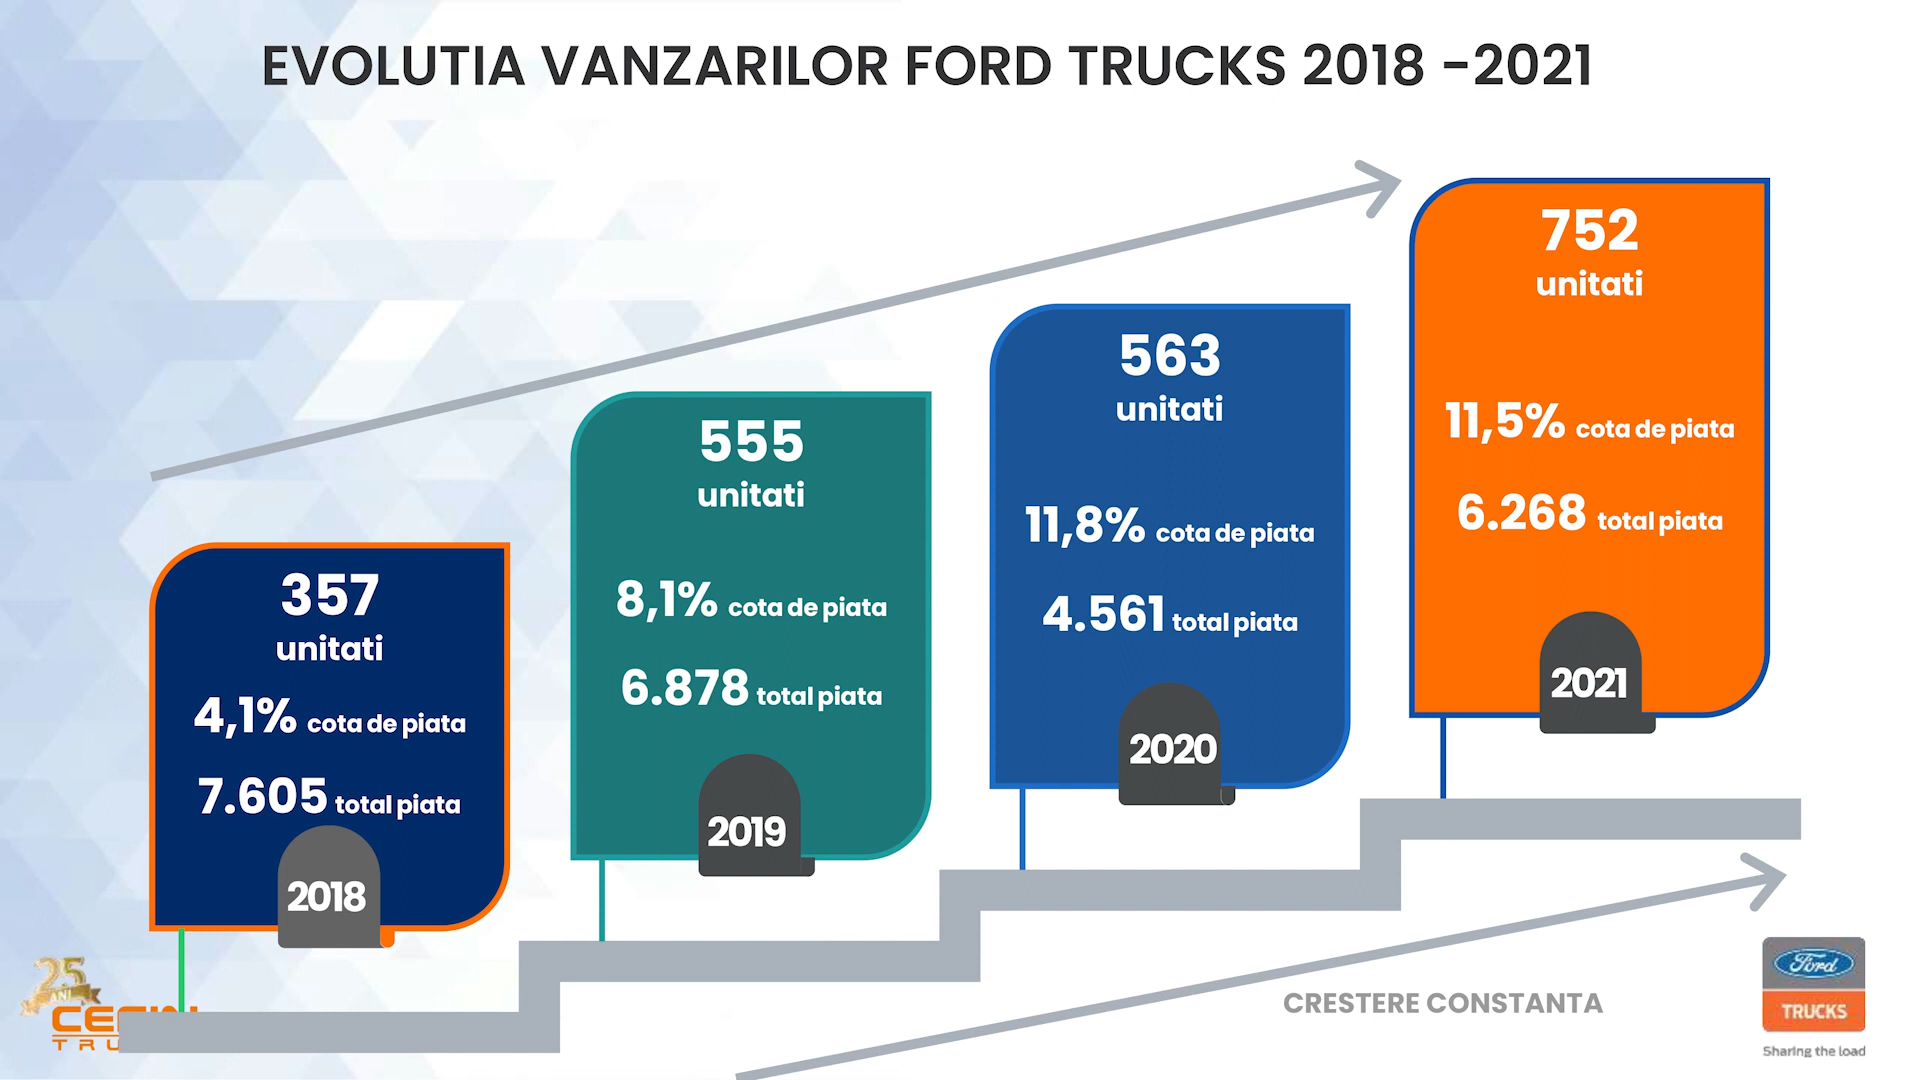 EVOLUTIA VANZARILOR FORD TRUCKS 2018 -2021
357
unitati
4,1% cota de piata
7.605 total piata
2018
555
unitati
8,1% cota de piata
6.878 total piata
2019
563
unitati
11,8% cota de piata
4.561 total piata
2020
752
unitati
11,5% cota de piata
6.268 total piata
2021
CRESTERE CONSTANTA
25
ANI
Ford
TRUCKS
Sharing the load